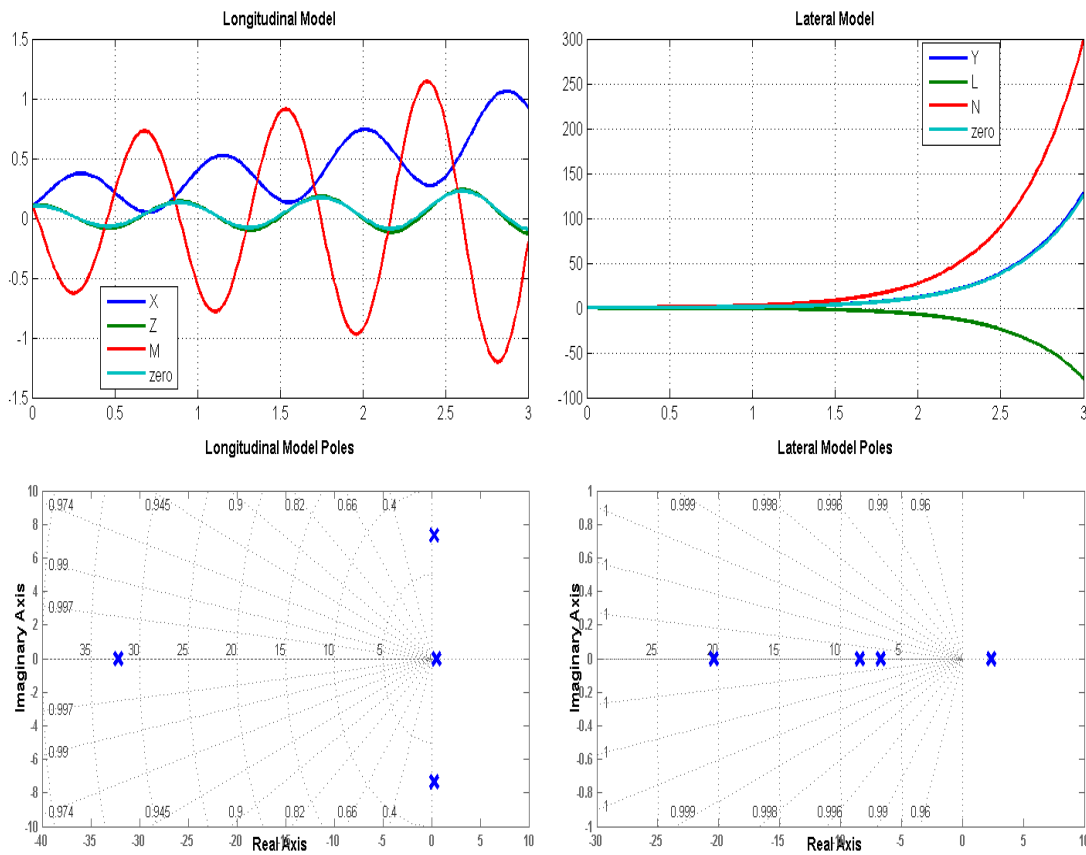 Longitudinal Model
1.5
1
0.5
0
-0.5
-1
-1.5
0 0.5 1 1.5 2 2.5 3
X
Z
M
zero
Lateral Model
300
250
200
150
100
50
0
-50
-100
0 0.5 1 1.5 2 2.5 3
Y
L
N
zero
Longitudinal Model Poles
Imaginary Axis
10
8
6
4
2
0
-2
-4
-6
-8
-10
0.974 0.945 0.9 0.82 0.66 0.4
0.99
0.997
35 30 25 20 15 10 5
0.997
0.99
0.974 0.945 0.9 0.82 0.66 0.4
-40 -35 -30 -25 -20 -15 -10 -5 0 5 10
Real Axis
Lateral Model Poles
Imaginary Axis
1
0.8
0.6
0.4
0.2
0
-0.2
-0.4
-0.6
-0.8
-1
1 0.999 0.998 0.996 0.99 0.96
1
1
25 20 15 10 5
1
1
1 0.999 0.998 0.996 0.99 0.96
-30 -25 -20 -15 -10 -5 0 5 10
Real Axis